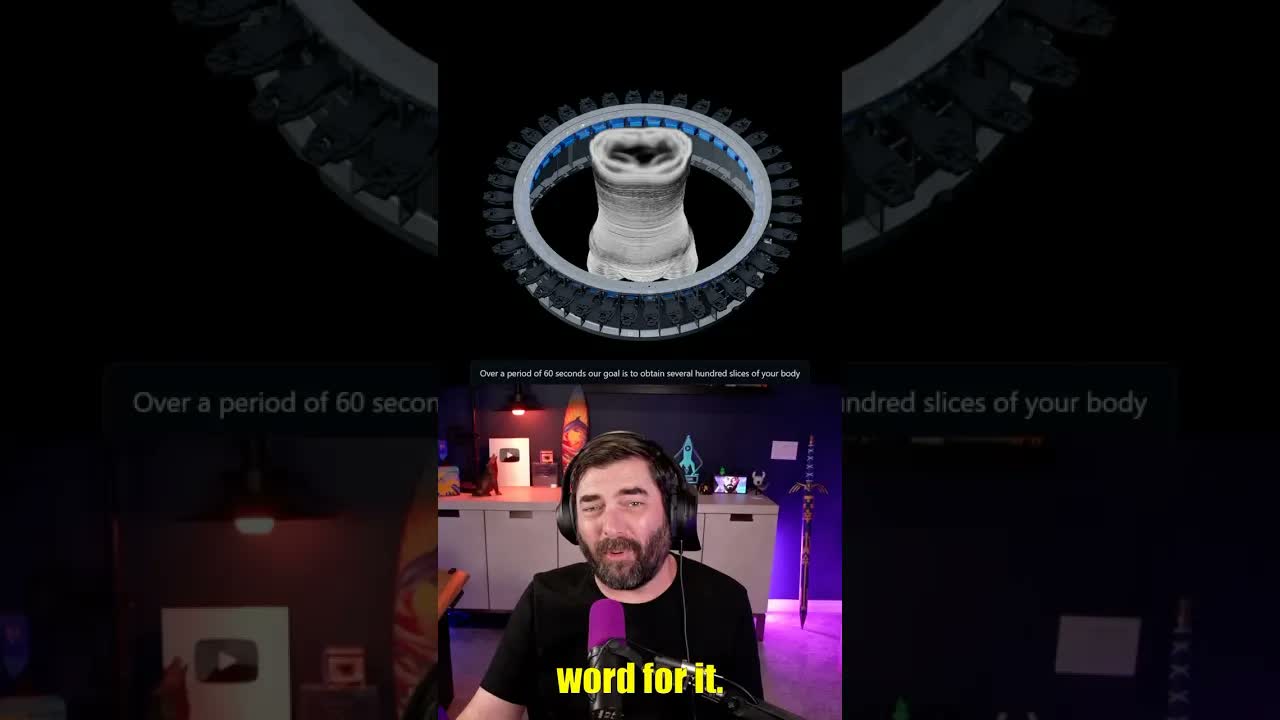 Over a period of 60 seconds our goal is to obtain several hundred slices of your body
Over a period of 60 secon
ndred slices of your body
word for it.